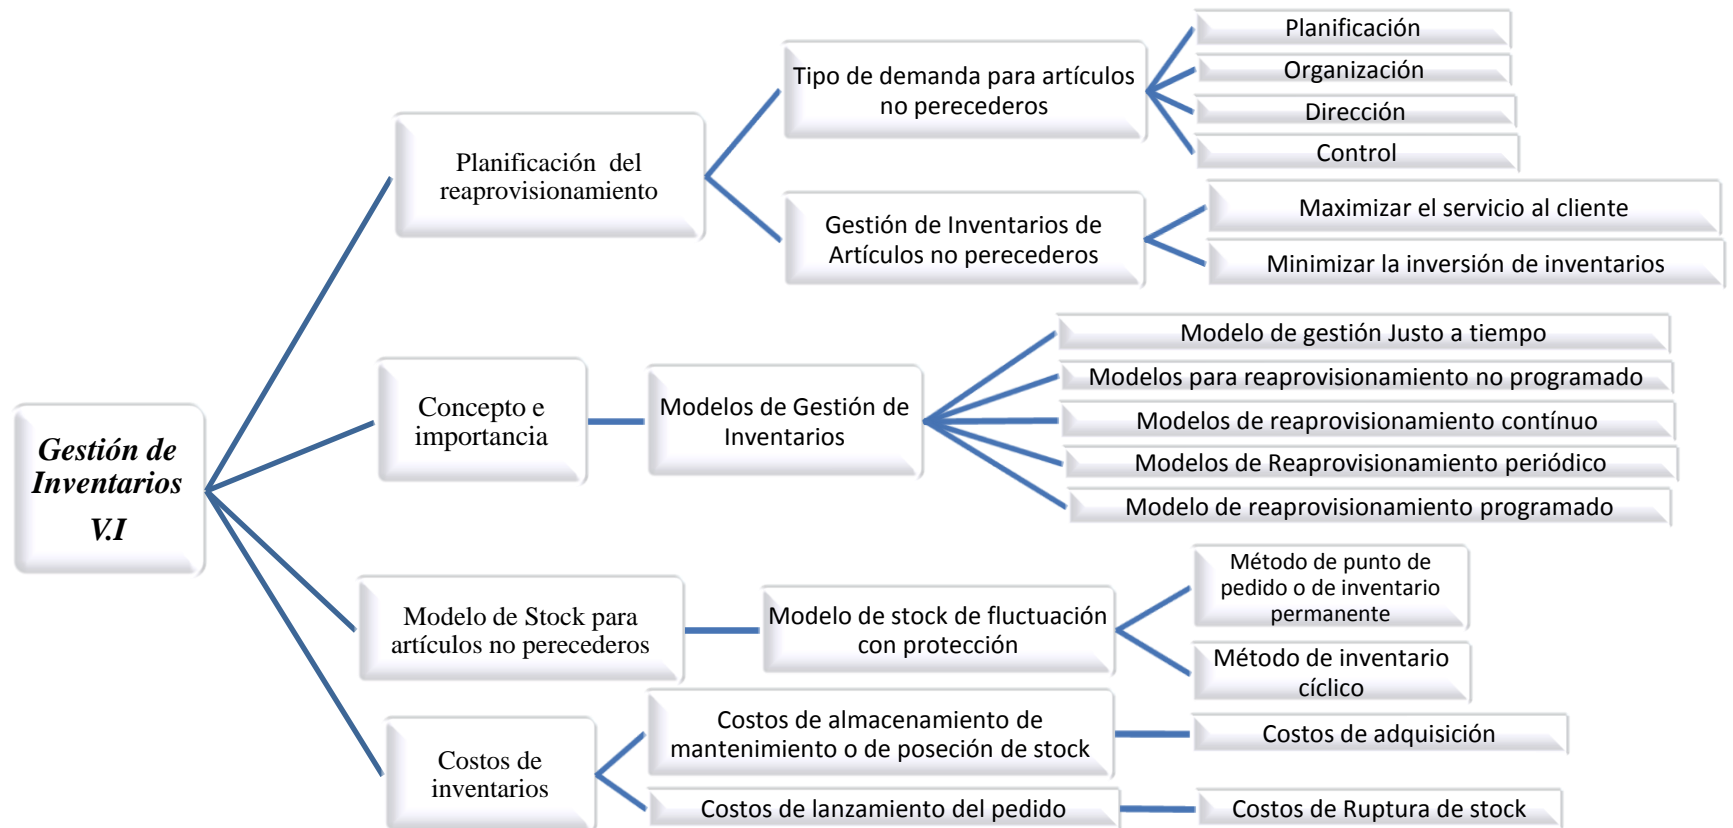 Gestión de
Inventarios
V.I
Planificación del
reaprovisionamiento
Tipo de demanda para artículos
no perecederos
Planificación
Organización
Dirección
Control
Gestión de Inventarios de
Artículos no perecederos
Maximizar el servicio al cliente
Minimizar la inversión de inventarios
Concepto e
importancia
Modelos de Gestión de
Inventarios
Modelo de gestión Justo a tiempo
Modelos para reaprovisionamiento no programado
Modelos de reaprovisionamiento contínuo
Modelos de Reaprovisionamiento periódico
Modelo de reaprovisionamiento programado
Modelo de Stock para
artículos no perecederos
Modelo de stock de fluctuación
con protección
Método de punto de
pedido o de inventario
permanente
Método de inventario
cíclico
Costos de
inventarios
Costos de almacenamiento de
mantenimiento o de poseción de stock
Costos de adquisición
Costos de lanzamiento del pedido
Costos de Ruptura de stock